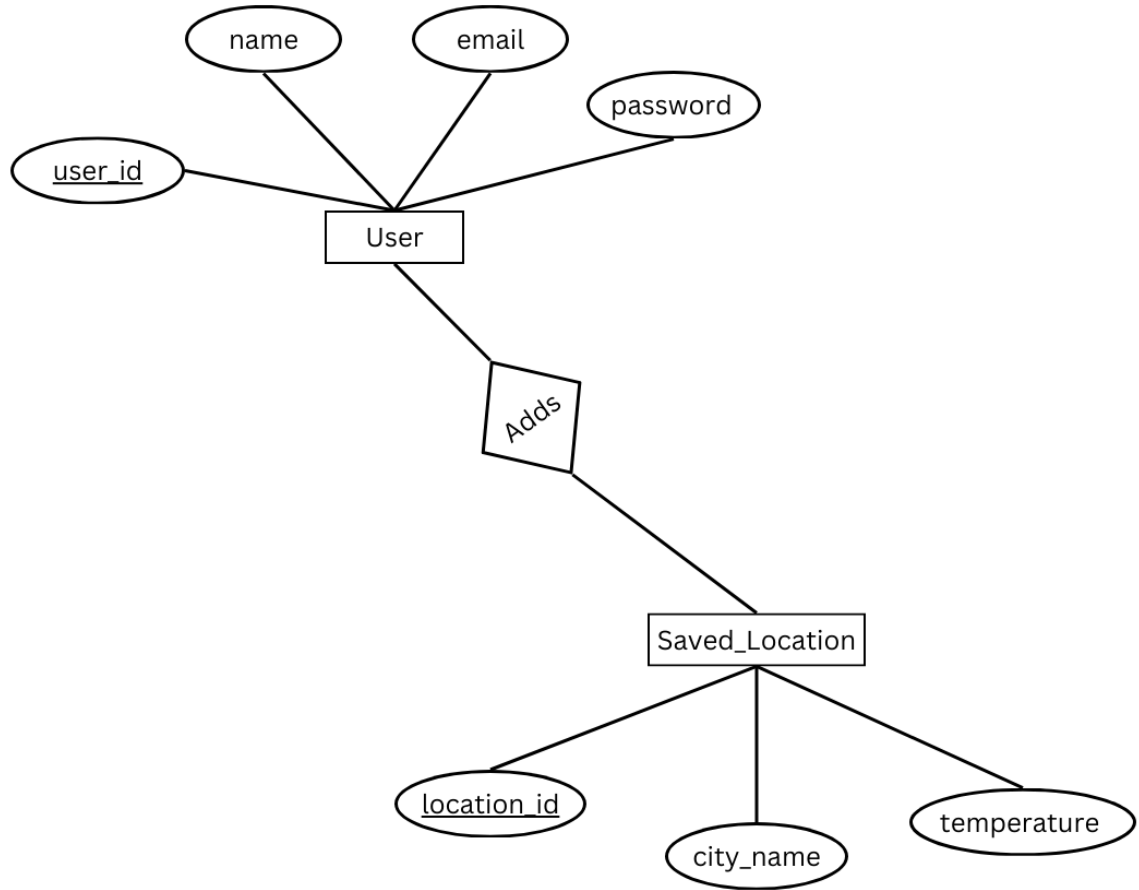 name
email
password
user_id
User
Adds
Saved_Location
location_id
city_name
temperature